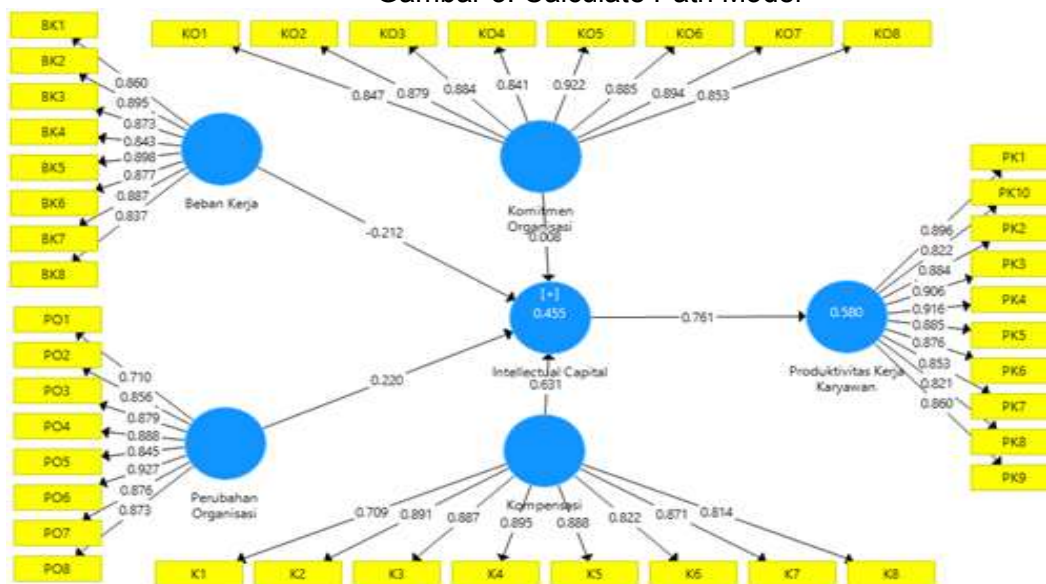 Gambar 3. Calculate Path Model
BK1
BK2
BK3
BK4
BK5
BK6
BK7
BK8
0.860
0.895
0.873
0.843
0.898
0.877
0.887
0.837
Beban Kerja
KO1 KO2 KO3 KO4 KO5 KO6 KO7 KO8
0.847 0.879 0.884 0.841 0.922 0.885 0.894 0.853
Komitmen
Organisasi
0.008
-0.212
[+]
0.455
Intellectual Capital
0.761
0.220
0.631
0.580
Produktivitas Kerja
Karyawan
PK1
PK10
PK2
PK3
PK4
PK5
PK6
PK7
PK8
PK9
0.896
0.822
0.884
0.906
0.916
0.885
0.876
0.853
0.821
0.860
PO1
PO2
PO3
PO4
PO5
PO6
PO7
PO8
0.710
0.856
0.879
0.888
0.845
0.927
0.876
0.873
Perubahan
Organisasi
Kompensasi
0.709 0.891 0.887 0.895 0.888 0.822 0.871 0.814
K1 K2 K3 K4 K5 K6 K7 K8